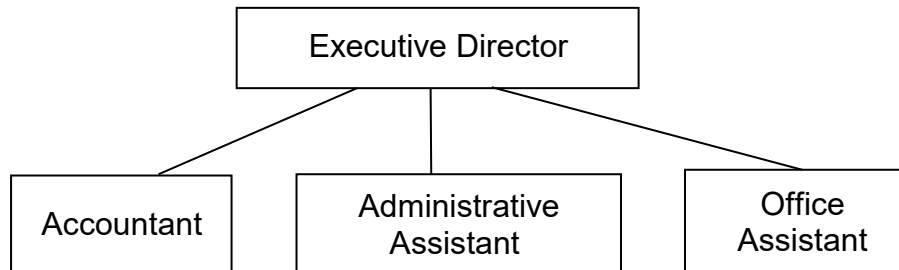 Executive Director
Accountant
Administrative
Assistant
Office
Assistant